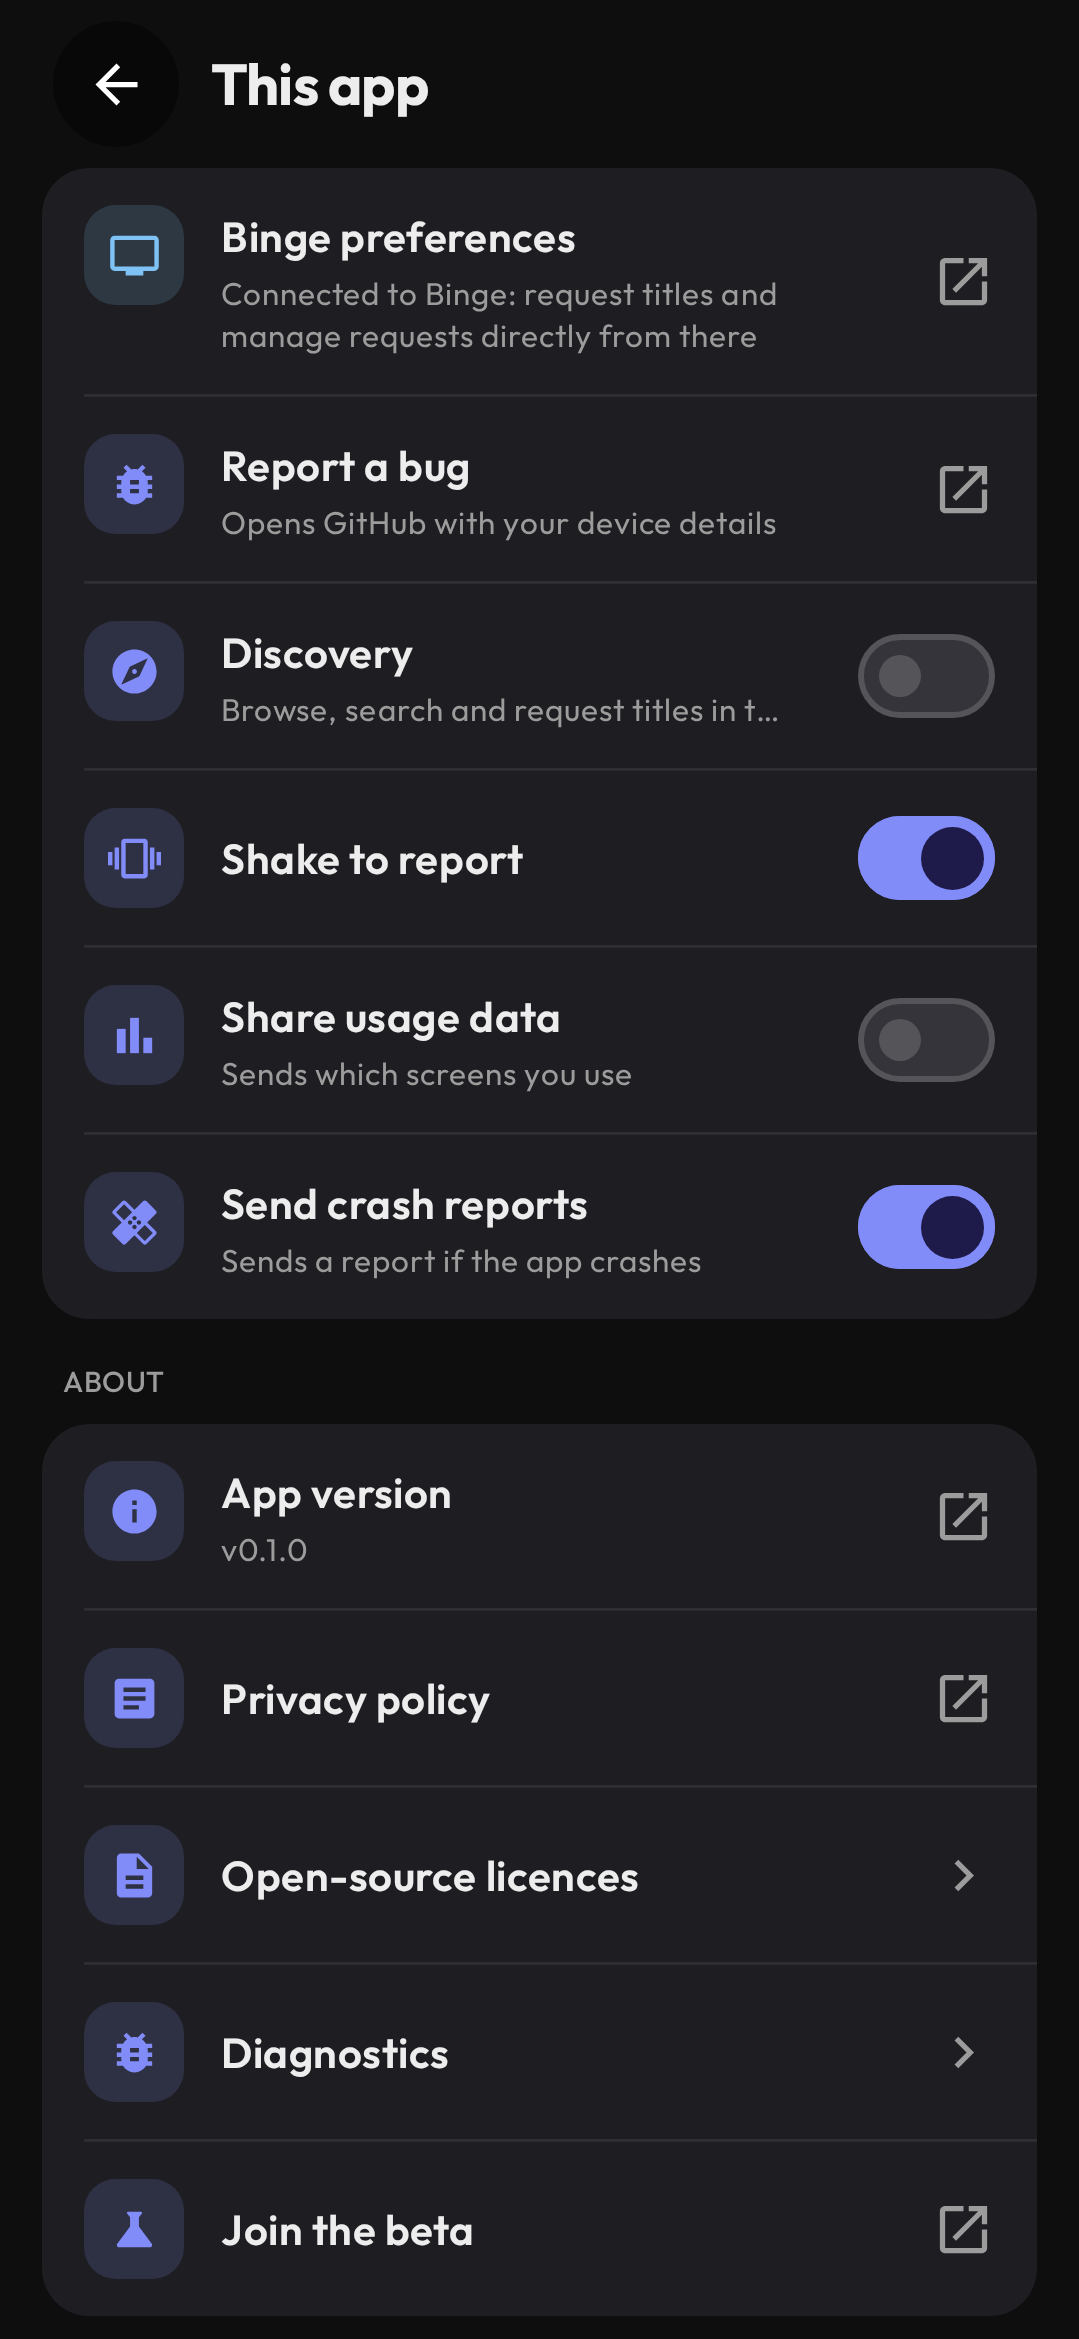 This app
Binge preferences
Connected to Binge: request titles and
manage requests directly from there
Report a bug
Opens GitHub with your device details
Discovery
Browse, search and request titles in t...
Shake to report
Share usage data
Sends which screens you use
Send crash reports
Sends a report if the app crashes
ABOUT
App version
v0.1.0
Privacy policy
Open-source licences
Diagnostics
Join the beta